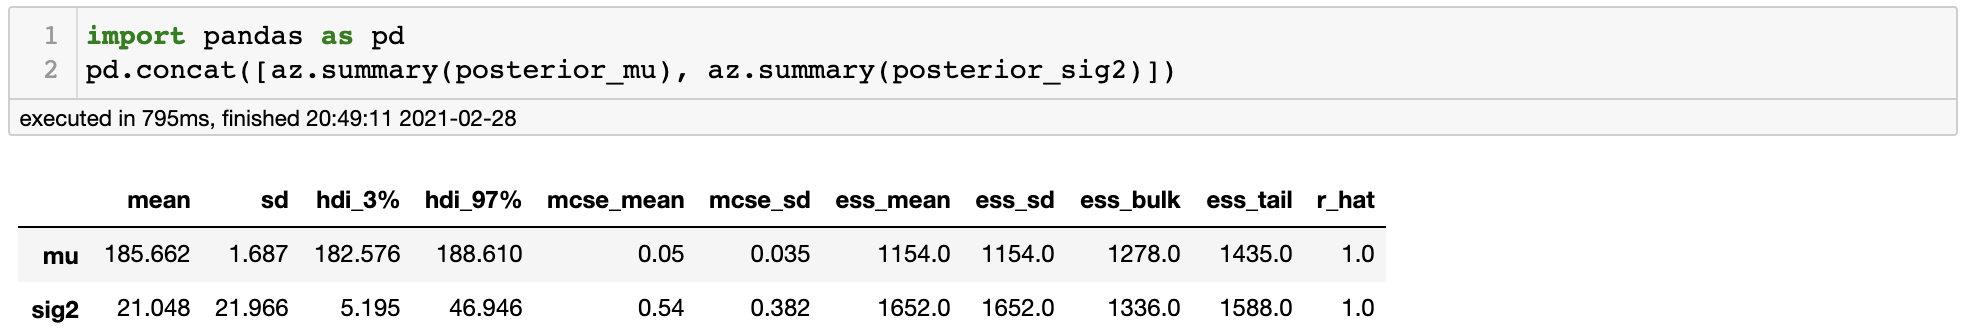 1 import pandas as pd
2 pd.concat([az.summary(posterior_mu), az.summary(posterior_sig2)])
executed in 795ms, finished 20:49:11 2021-02-28
mean sd hdi_3% hdi_97% mcse_mean mcse_sd ess_mean ess_sd ess_bulk ess_tail r_hat
mu 185.662 1.687 182.576 188.610 0.05 0.035 1154.0 1154.0 1278.0 1435.0 1.0
sig2 21.048 21.966 5.195 46.946 0.54 0.382 1652.0 1652.0 1336.0 1588.0 1.0